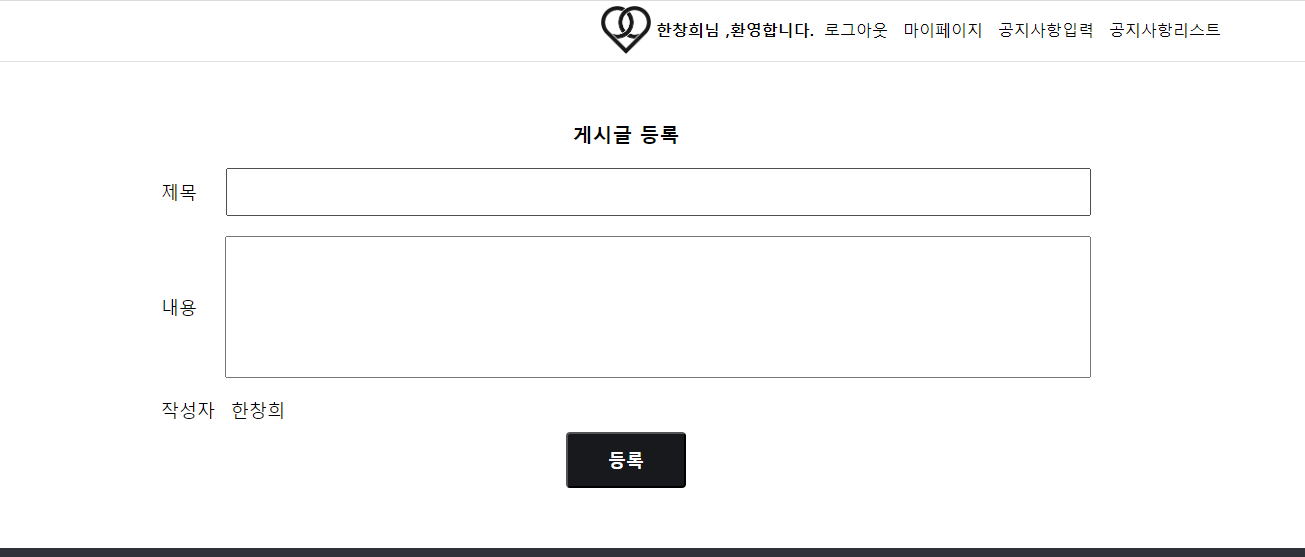 한창희님 ,환영합니다. 로그아웃 마이페이지 공지사항입력 공지사항리스트
게시글 등록
제목
내용
작성자 한창희
등록